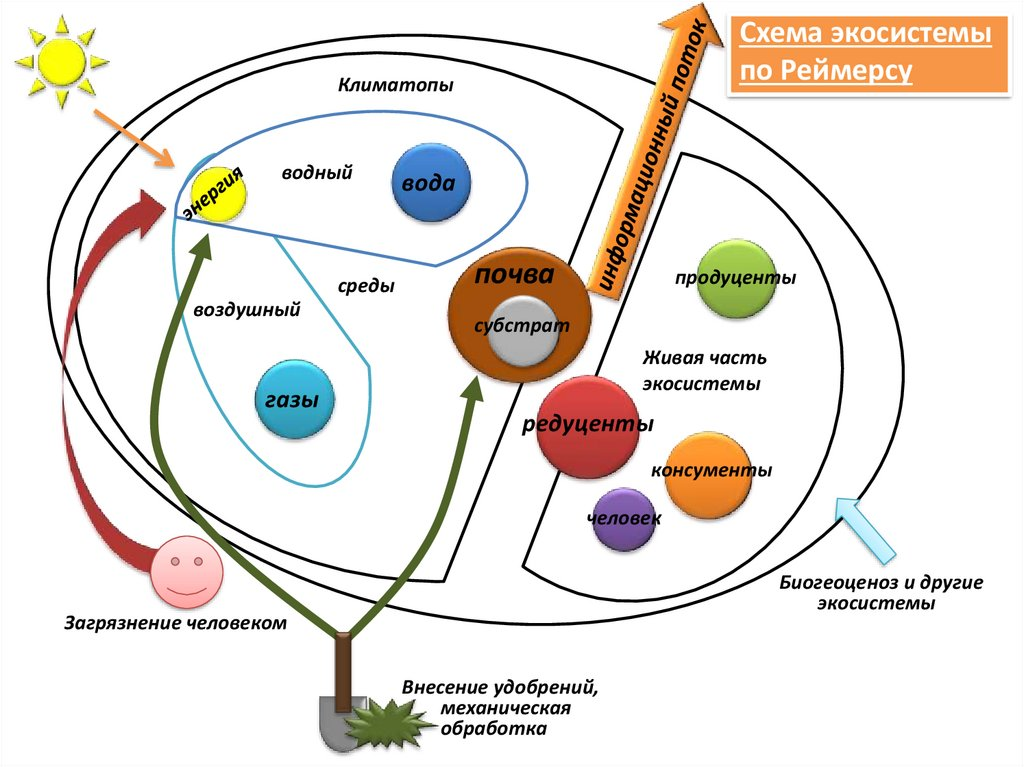 Схема экосистемы
по Реймерсу
Климатопы
информационный поток
энергия
водный
вода
почва
среды
воздушный
субстрат
продуценты
Живая часть
экосистемы
газы
редуценты
консументы
человек
Биогеоценоз и другие
экосистемы
Загрязнение человеком
Внесение удобрений,
механическая
обработка